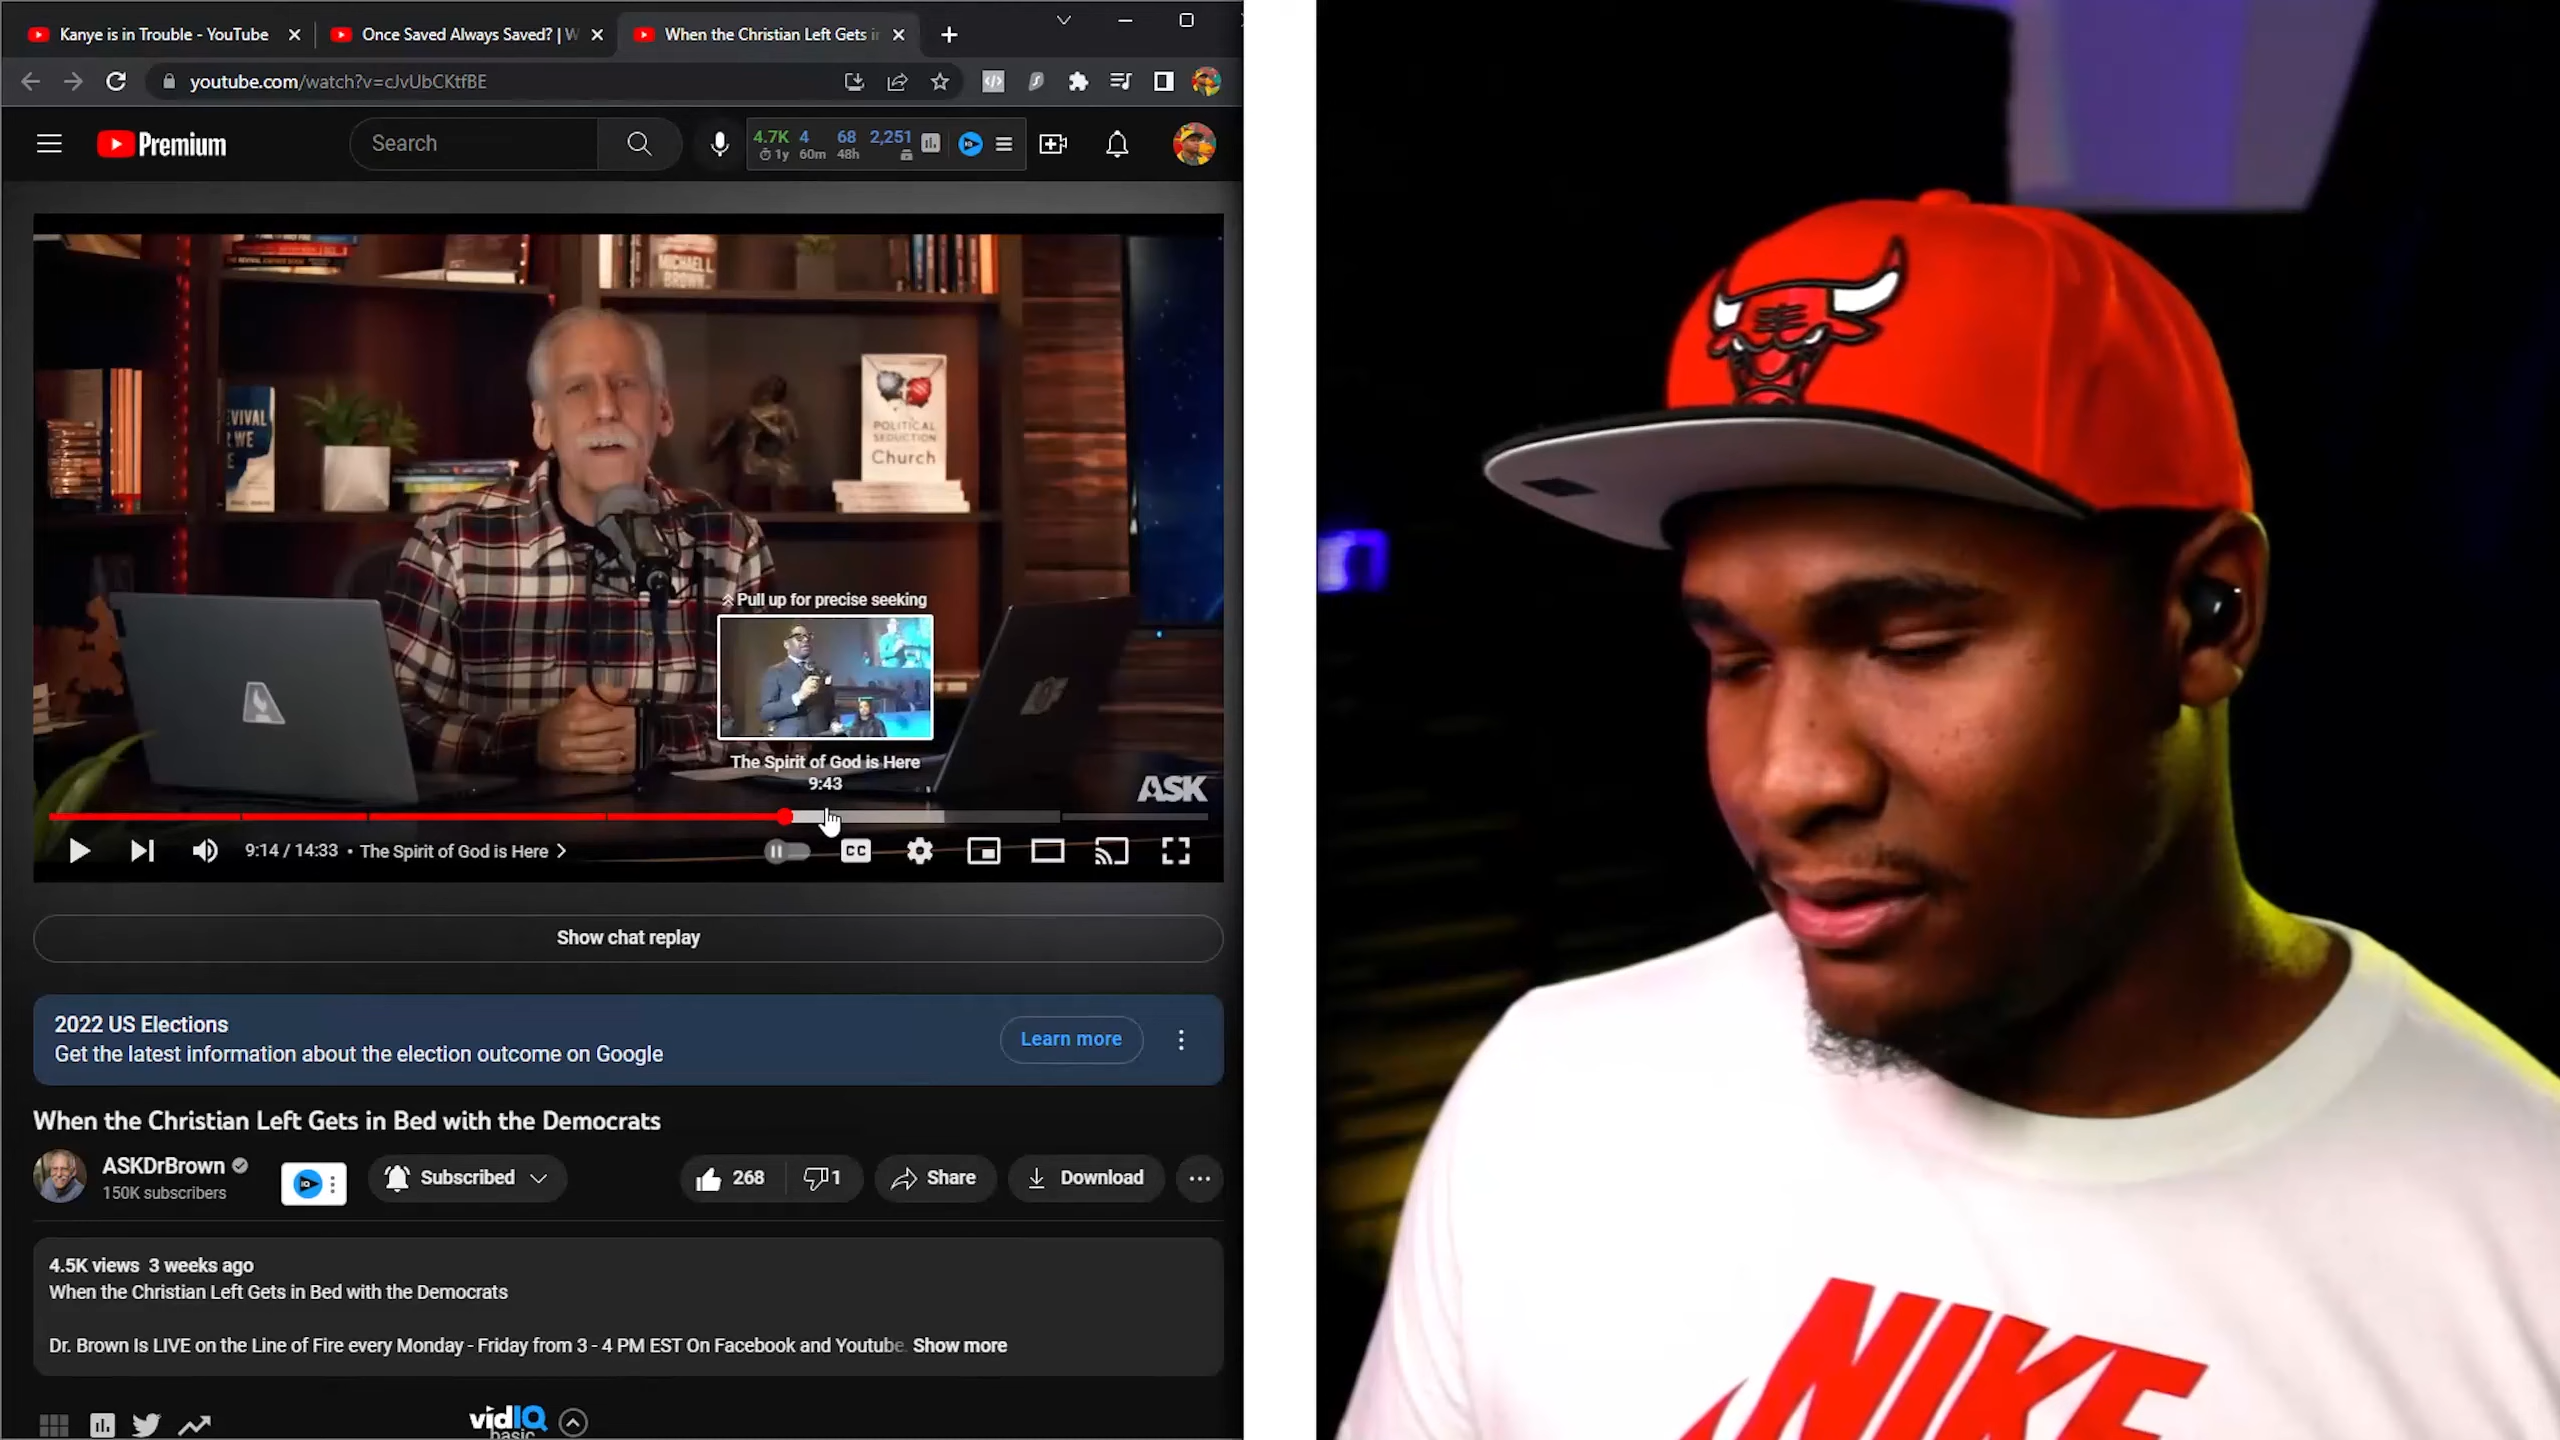 Kanye is in Trouble - YouTube
Once Saved Always Saved? | W
When the Christian Left Gets in
youtube.com/watch?v=cJvUbCKtfBE
Premium
Search
4.7K 4 68 2,251
1y 60m 48h
MICHAEL L.
BROWN
POLITICAL
SEDUCTION
Church
Pull up for precise seeking
The Spirit of God is Here
9:43
ASK
9:14 / 14:33 • The Spirit of God is Here
CC
Show chat replay
2022 US Elections
Get the latest information about the election outcome on Google
Learn more
When the Christian Left Gets in Bed with the Democrats
ASKDrBrown
150K subscribers
Subscribed
268
1
Share
Download
4.5K views 3 weeks ago
When the Christian Left Gets in Bed with the Democrats
Dr. Brown Is LIVE on the Line of Fire every Monday - Friday from 3 - 4 PM EST On Facebook and Youtube. Show more
vidIQ
basic
NIKE